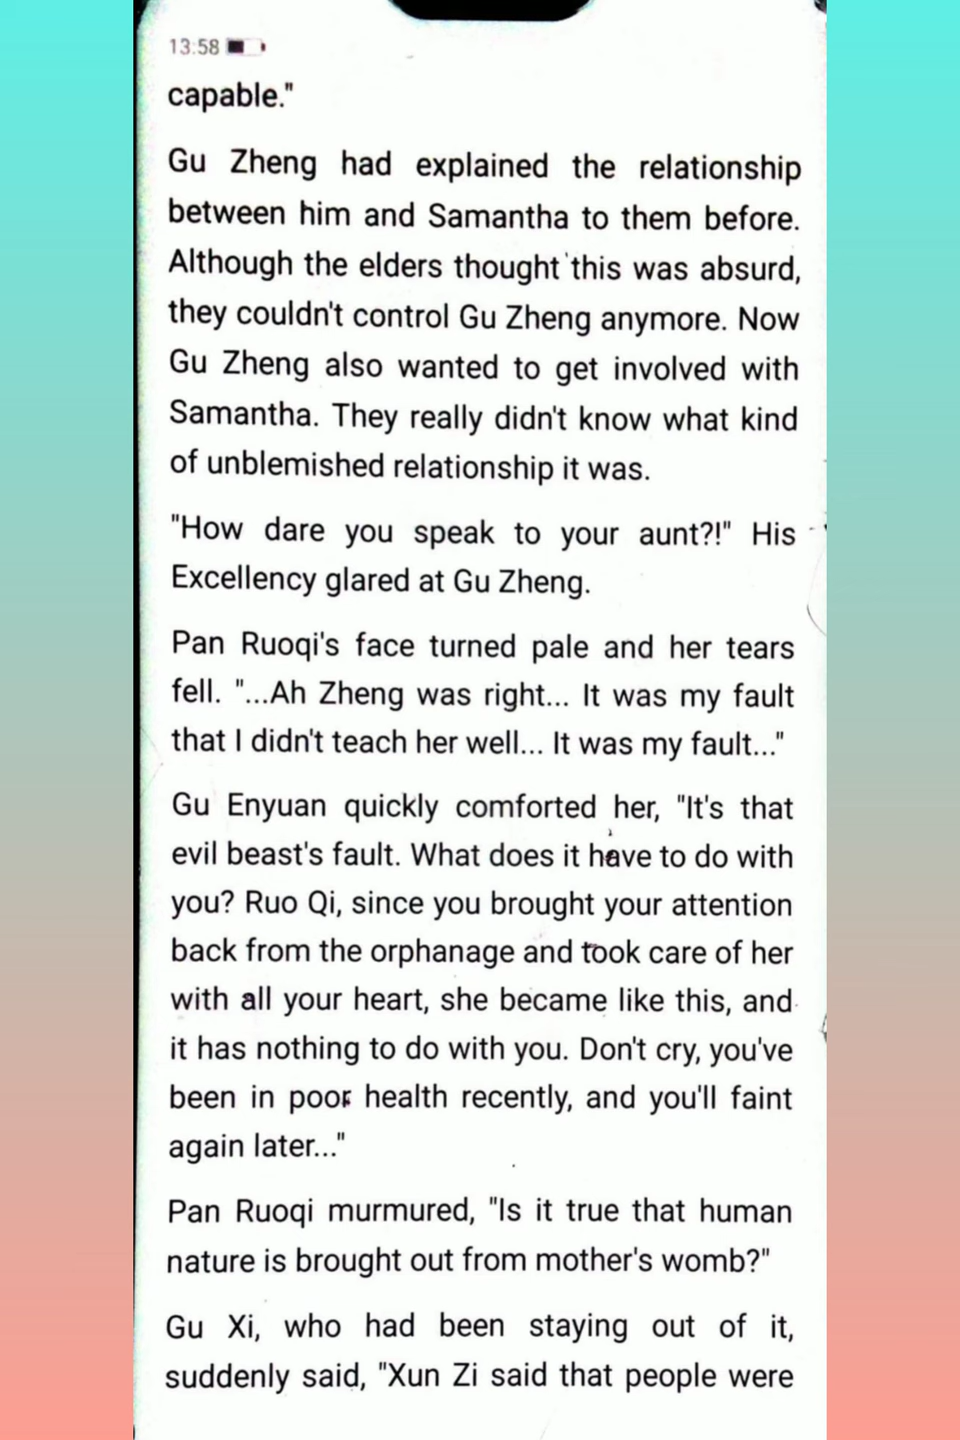 13:58
capable."
Gu Zheng had explained the relationship
between him and Samantha to them before.
Although the elders thought this was absurd,
they couldn't control Gu Zheng anymore. Now
Gu Zheng also wanted to get involved with
Samantha. They really didn't know what kind
of unblemished relationship it was.
"How dare you speak to your aunt?!" His
Excellency glared at Gu Zheng.
Pan Ruoqi's face turned pale and her tears
fell. "...Ah Zheng was right... It was my fault
that I didn't teach her well... It was my fault..."
Gu Enyuan quickly comforted her, "It's that
evil beast's fault. What does it have to do with
you? Ruo Qi, since you brought your attention
back from the orphanage and took care of her
with all your heart, she became like this, and
it has nothing to do with you. Don't cry, you've
been in poor health recently, and you'll faint
again later..."
Pan Ruoqi murmured, "Is it true that human
nature is brought out from mother's womb?"
Gu Xi, who had been staying out of it,
suddenly said, "Xun Zi said that people were